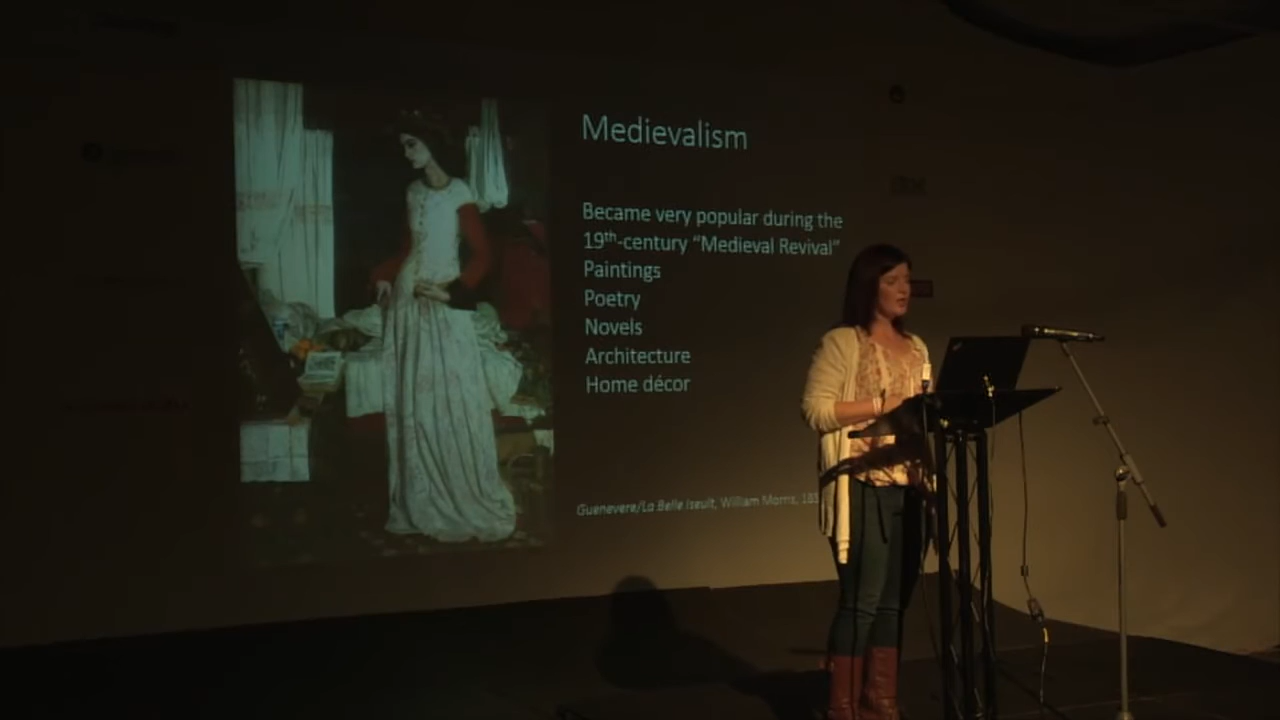 Medievalism
Became very popular during the
19th-century “Medieval Revival”
Paintings
Poetry
Novels
Architecture
Home décor
Guenevere/La Belle Iseult, William Morris,